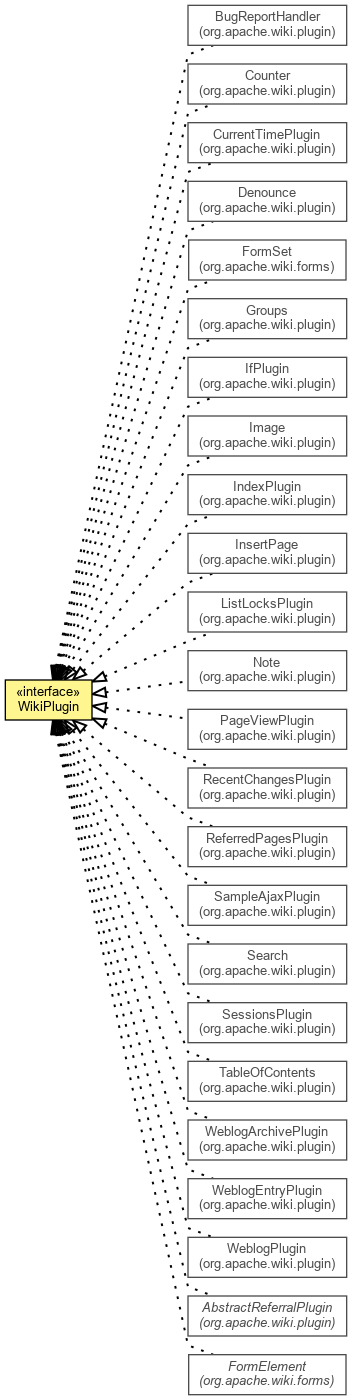 BugReportHandler
(org.apache.wiki.plugin)
Counter
(org.apache.wiki.plugin)
CurrentTimePlugin
(org.apache.wiki.plugin)
Denounce
(org.apache.wiki.plugin)
FormSet
(org.apache.wiki.forms)
Groups
(org.apache.wiki.plugin)
IfPlugin
(org.apache.wiki.plugin)
Image
(org.apache.wiki.plugin)
IndexPlugin
(org.apache.wiki.plugin)
InsertPage
(org.apache.wiki.plugin)
ListLocksPlugin
(org.apache.wiki.plugin)
Note
(org.apache.wiki.plugin)
«interface»
WikiPlugin
PageViewPlugin
(org.apache.wiki.plugin)
RecentChangesPlugin
(org.apache.wiki.plugin)
ReferredPagesPlugin
(org.apache.wiki.plugin)
SampleAjaxPlugin
(org.apache.wiki.plugin)
Search
(org.apache.wiki.plugin)
SessionsPlugin
(org.apache.wiki.plugin)
TableOfContents
(org.apache.wiki.plugin)
WeblogArchivePlugin
(org.apache.wiki.plugin)
WeblogEntryPlugin
(org.apache.wiki.plugin)
WeblogPlugin
(org.apache.wiki.plugin)
AbstractReferralPlugin
(org.apache.wiki.plugin)
FormElement
(org.apache.wiki.forms)